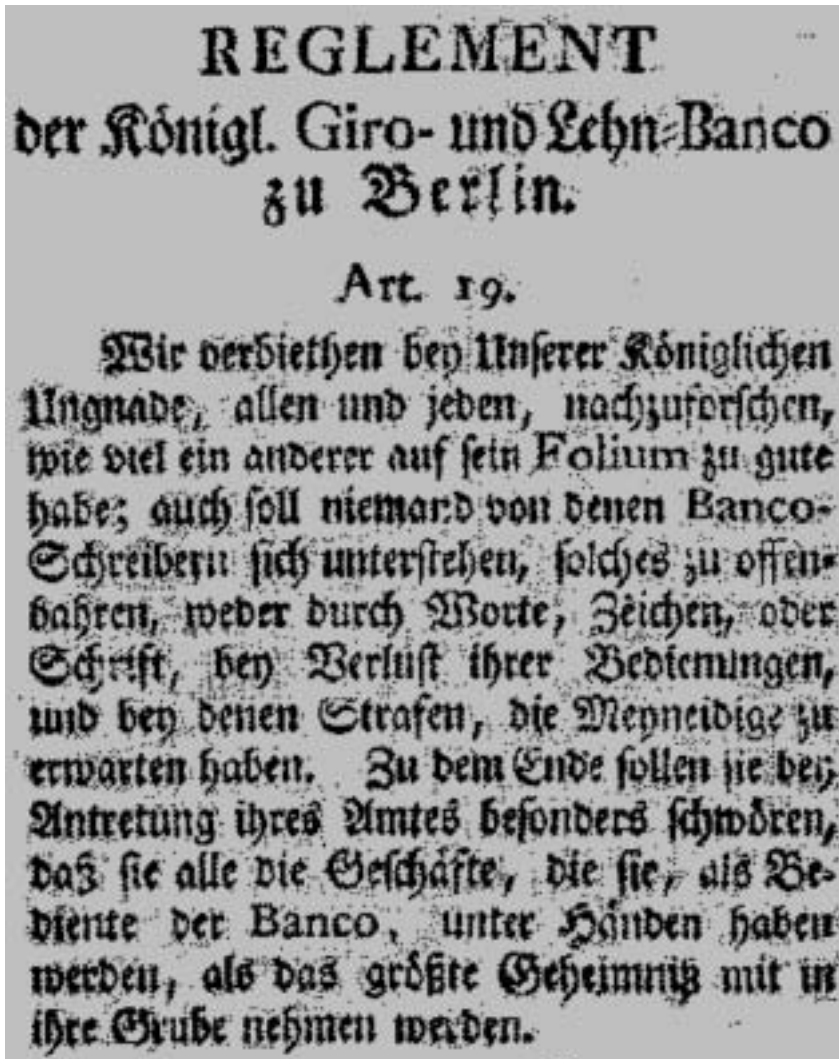 REGLEMENT
der Königl. Giro- und Lehn-Banco
zu Berlin.
Art. 19.
Wir verbiethen bey Unserer Königlichen
Ungnade, allen und jeden, nachzuforschen,
wie viel ein anderer auf sein Folium zu gute
habe; auch soll niemand von denen Banco-
Schreibern sich unterstehen, solches zu offen-
bahren, weder durch Worte, Zeichen, oder
Schrift, bey Verlust ihrer Bedienungen,
und bey denen Strafen, die Meyneidige zu
erwarten haben. Zu dem Ende sollen sie bey
Antretung ihres Amtes besonders schwören,
daß sie alle die Geschäfte, die sie, als Be-
diente der Banco, unter Händen haben
werden, als das größte Geheimniß mit in
ihre Grube nehmen werden.